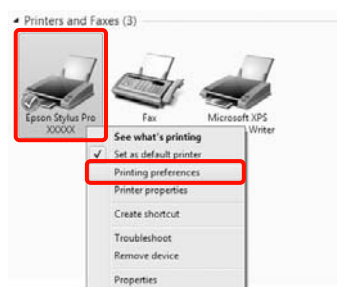 Printers and Faxes (3)
Epson Stylus Pro
XXXXX
Fax
Microsoft XPS
Writer
See what's printing
Set as default printer
Printing preferences
Printer properties
Create shortcut
Troubleshoot
Remove device
Properties